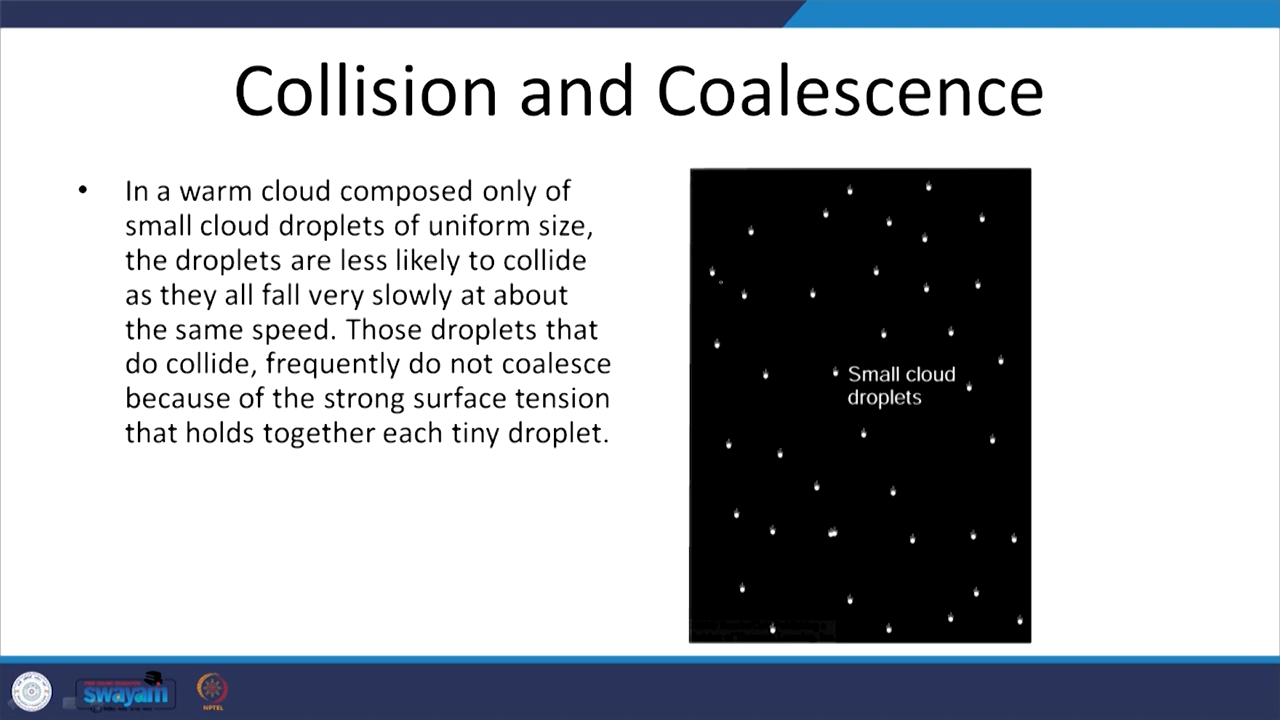 Collision and Coalescence
• In a warm cloud composed only of
small cloud droplets of uniform size,
the droplets are less likely to collide
as they all fall very slowly at about
the same speed. Those droplets that
do collide, frequently do not coalesce
because of the strong surface tension
that holds together each tiny droplet.
Small cloud
droplets
swayam
NPTEL